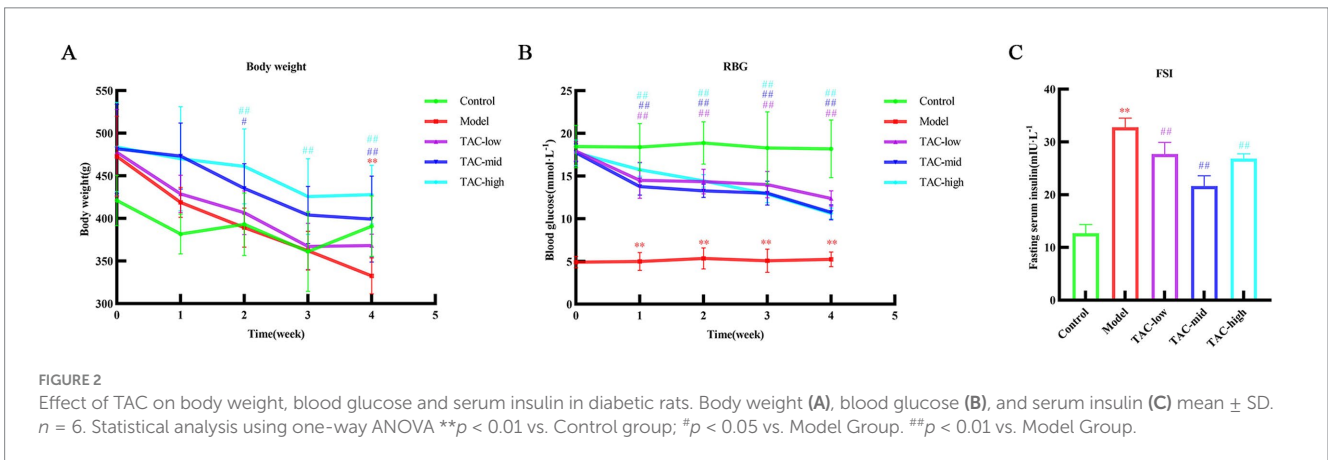 A
Body weight
Body weight(g)
550
500
450
400
350
300
0
1
2
3
4
5
Time(week)
##
#
##
##
##
**
*
Control
Model
TAC-low
TAC-mid
TAC-high
B
RBG
Blood glucose(mmol·L⁻¹)
25
20
15
10
5
0
0
1
2
3
4
5
Time(week)
## ## ## ##
## ## ## ##
## ## ## ##
** ** ** **
Control
Model
TAC-low
TAC-mid
TAC-high
C
FSI
Fasting serum insulin(mIU·L⁻¹)
40
30
20
10
0
**
##
##
##
Control
Model
TAC-low
TAC-mid
TAC-high
FIGURE 2
Effect of TAC on body weight, blood glucose and serum insulin in diabetic rats. Body weight (A), blood glucose (B), and serum insulin (C) mean ± SD.
n = 6. Statistical analysis using one-way ANOVA **p < 0.01 vs. Control group; #p < 0.05 vs. Model Group. ##p < 0.01 vs. Model Group.